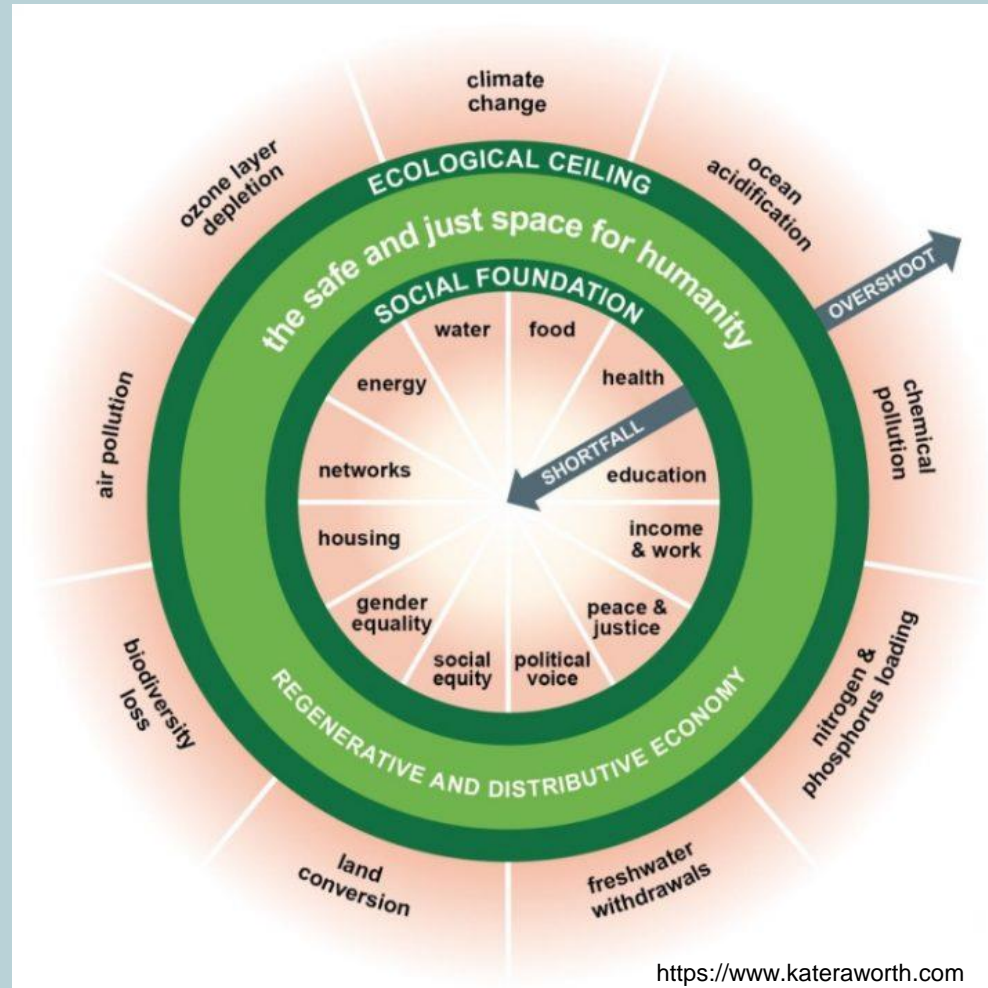 climate
change
ocean
acidification
chemical
pollution
nitrogen &
phosphorus loading
freshwater
withdrawals
land
conversion
biodiversity
loss
air pollution
ozone layer
depletion
ECOLOGICAL CEILING
the safe and just space for humanity
SOCIAL FOUNDATION
OVERSHOOT
SHORTFALL
water
food
health
education
income
& work
peace &
justice
political
voice
social
equity
gender
equality
housing
networks
energy
REGENERATIVE AND DISTRIBUTIVE ECONOMY
https://www.kateraworth.com